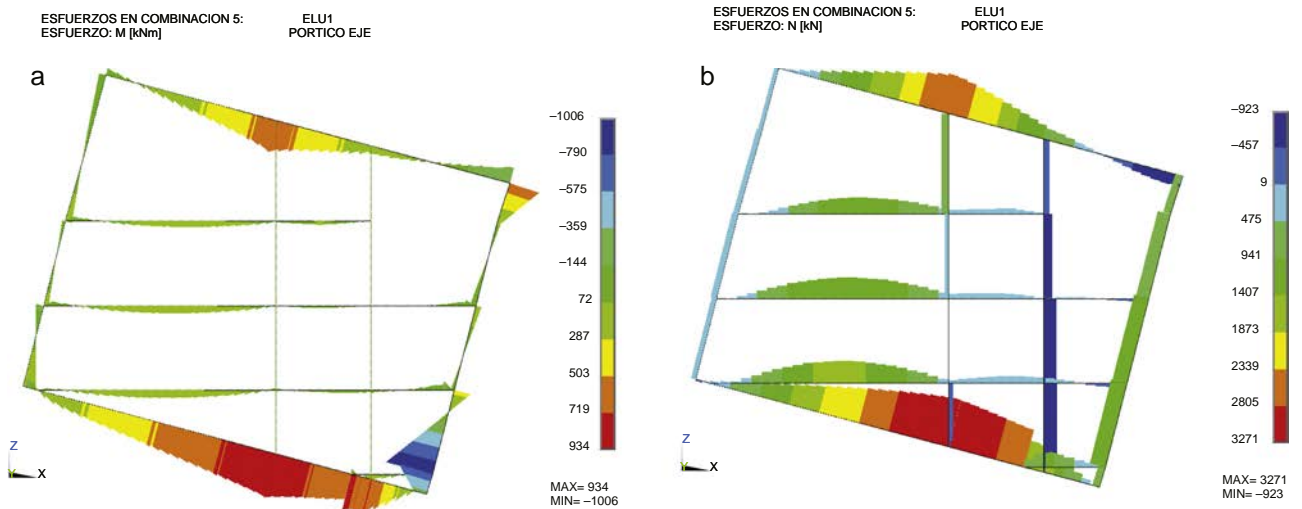 ESFUERZOS EN COMBINACION 5: ELU1
ESFUERZO: M [kNm] PORTICO EJE
a
−1006
−790
−575
−359
−144
72
287
503
719
934
Z
X
MAX= 934
MIN= −1006
ESFUERZOS EN COMBINACION 5: ELU1
ESFUERZO: N [kN] PORTICO EJE
b
−923
−457
9
475
941
1407
1873
2339
2805
3271
Z
X
MAX= 3271
MIN= −923